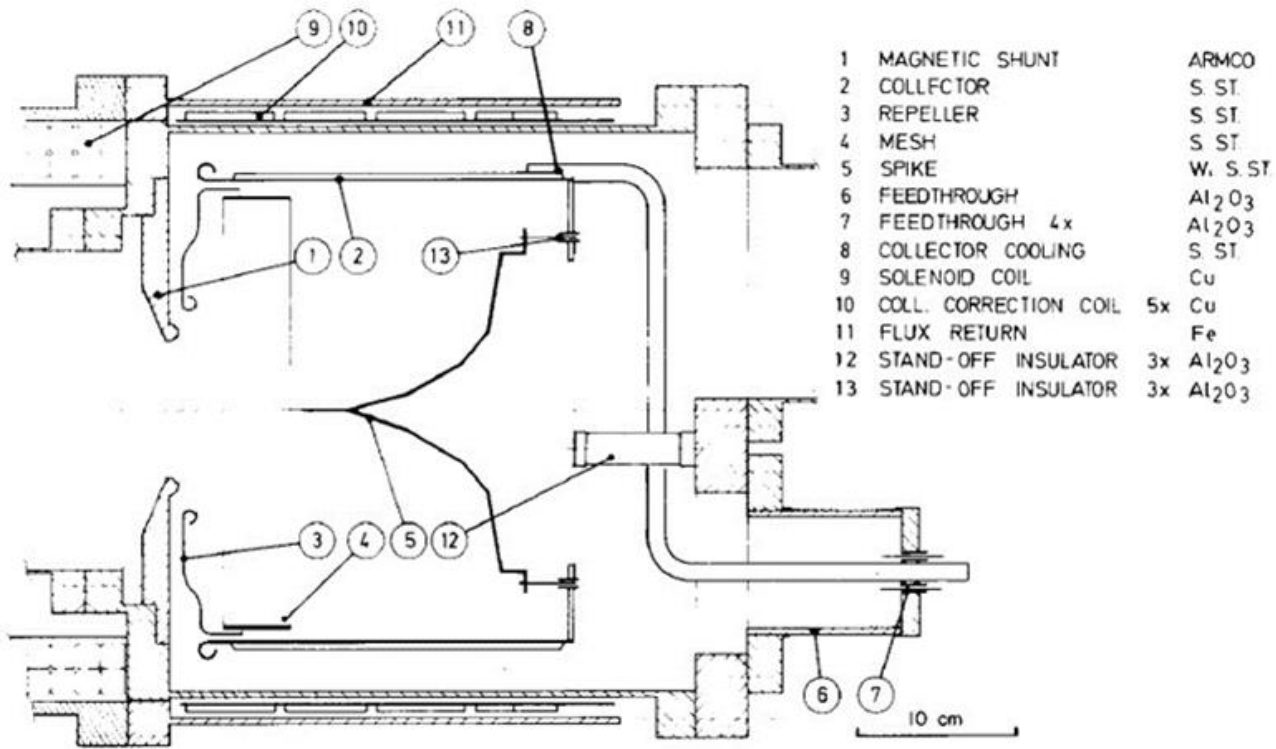 9 10 11 8
1 2 13
3 4 5 12
6 7
10 cm
1 MAGNETIC SHUNT ARMCO
2 COLLECTOR S. ST.
3 REPELLER S. ST.
4 MESH S. ST.
5 SPIKE W. S. ST.
6 FEEDTHROUGH Al₂O₃
7 FEEDTHROUGH 4x Al₂O₃
8 COLLECTOR COOLING S. ST.
9 SOLENOID COIL Cu
10 COLL. CORRECTION COIL 5x Cu
11 FLUX RETURN Fe
12 STAND-OFF INSULATOR 3x Al₂O₃
13 STAND-OFF INSULATOR 3x Al₂O₃